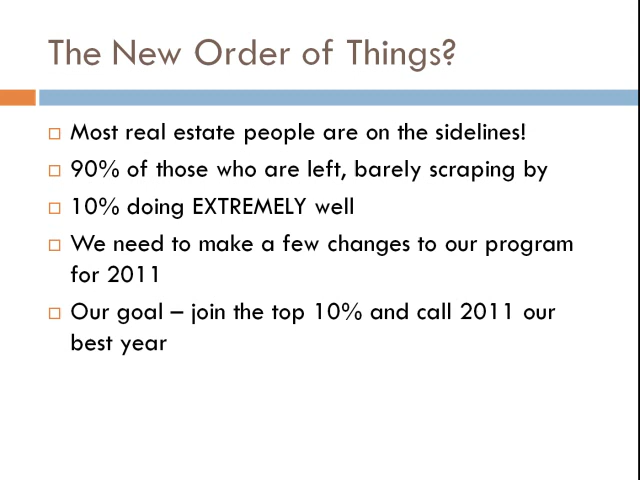 The New Order of Things?
Most real estate people are on the sidelines!
90% of those who are left, barely scraping by
10% doing EXTREMELY well
We need to make a few changes to our program
for 2011
Our goal – join the top 10% and call 2011 our
best year